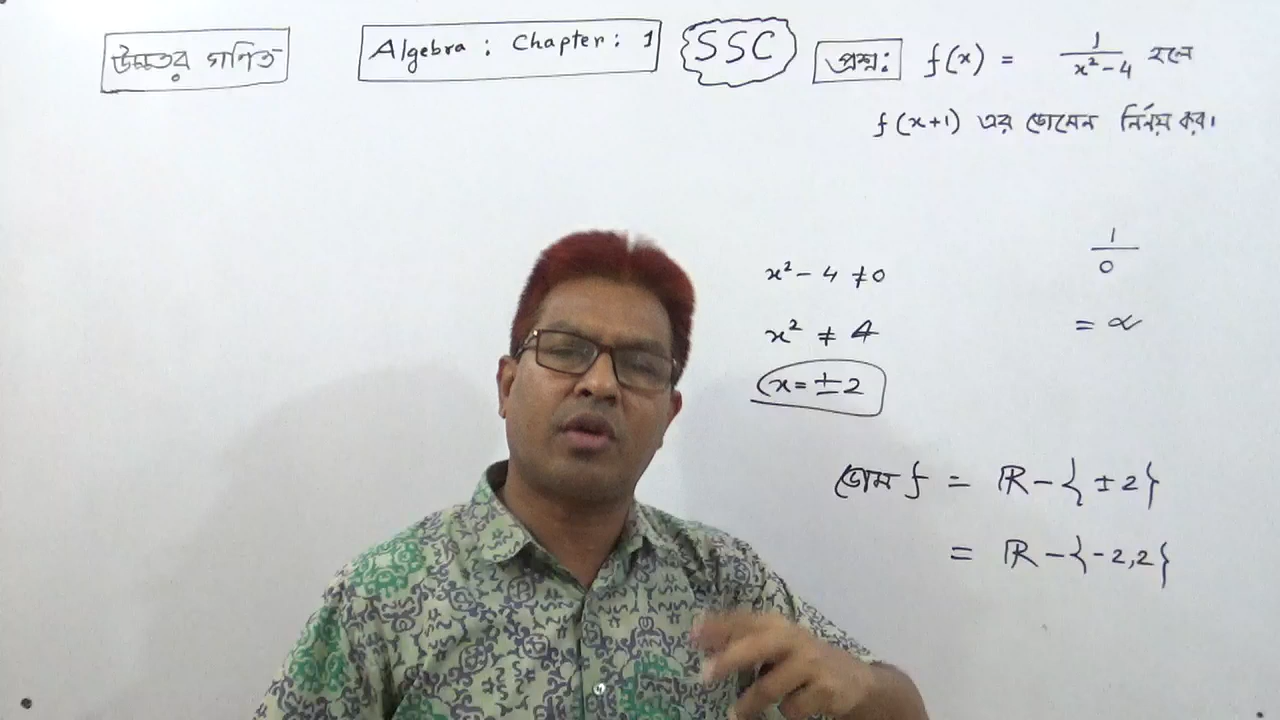 উচ্চতর গণিত
Algebra : Chapter : 1
SSC
প্রশ্ন: f(x) = 1/(x² - 4) হলে
f(x+1) এর ডোমেন নির্নয় কর।
1/0
= ∝
x² - 4 ≠ 0
x² ≠ 4
x = ±2
ডোম f = ℝ - {±2}
= ℝ - {-2,2}